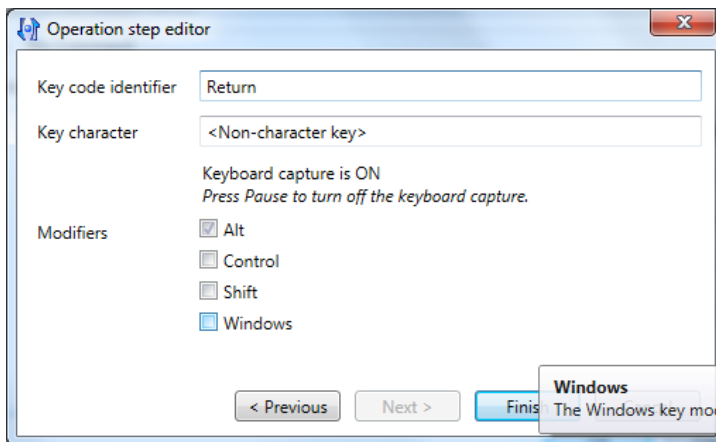 Operation step editor
Key code identifier Return
Key character <Non-character key>
Keyboard capture is ON
Press Pause to turn off the keyboard capture.
Modifiers Alt
Control
Shift
Windows
< Previous Next > Finis
Windows
The Windows key mo